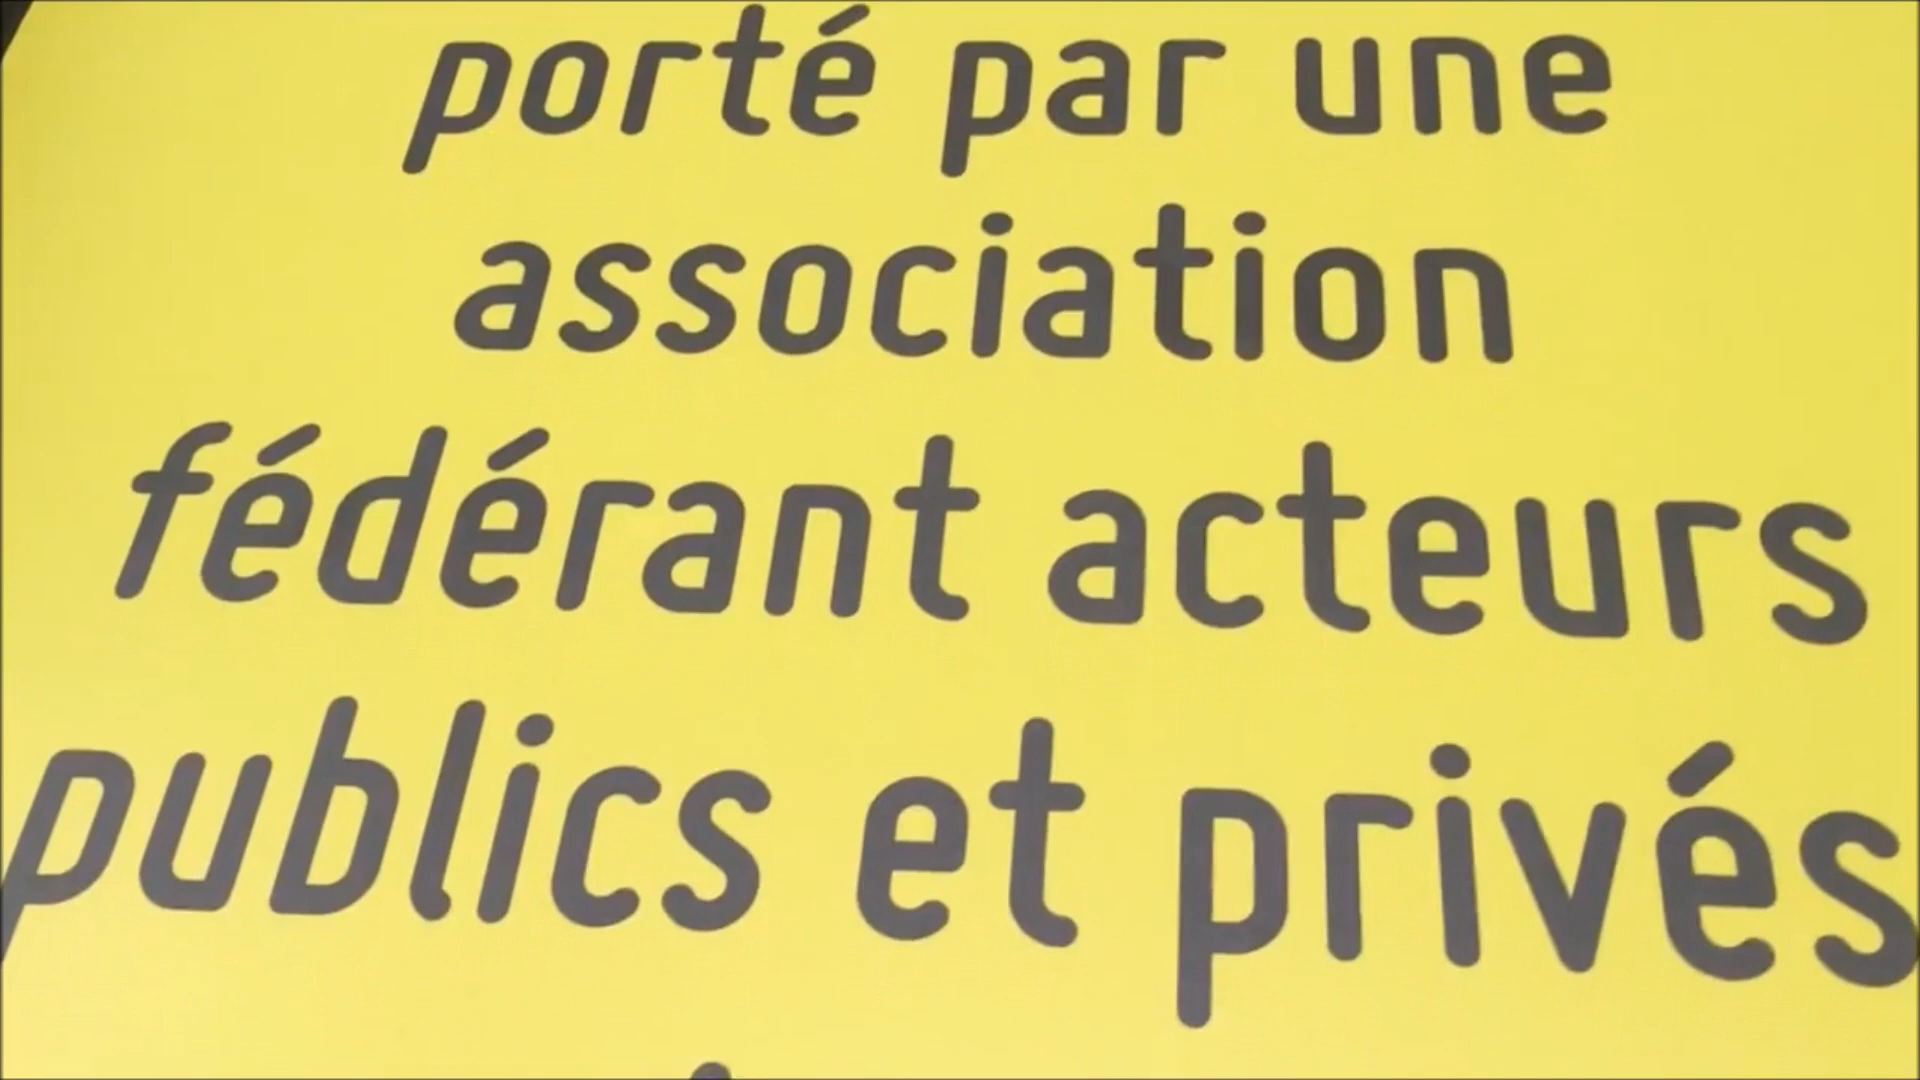 porté par une
association
fédérant acteurs
publics et privés